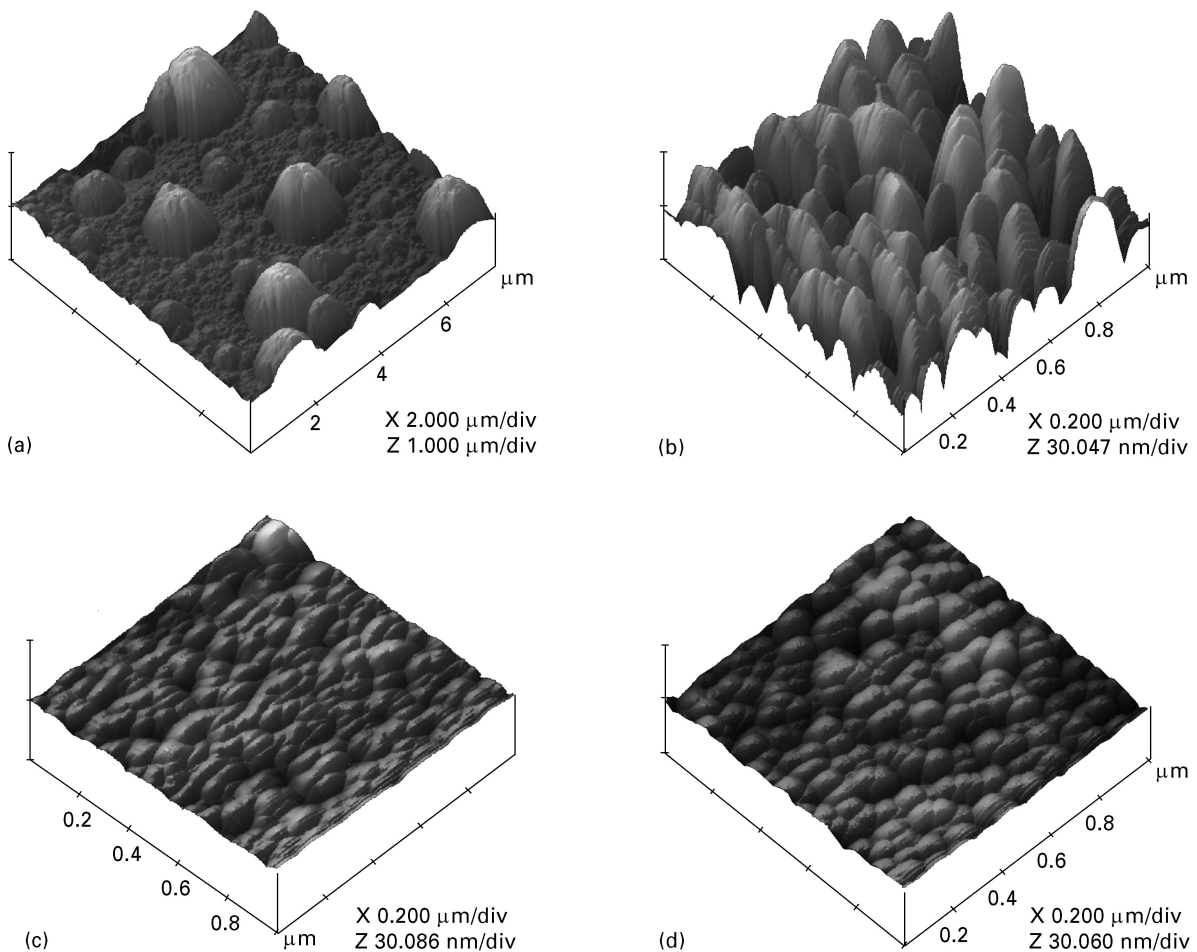 μm
6
4
2
X 2.000 μm/div
Z 1.000 μm/div
(a)
μm
0.8
0.6
0.4
0.2
X 0.200 μm/div
Z 30.047 nm/div
(b)
0.2
0.4
0.6
0.8
μm
X 0.200 μm/div
Z 30.086 nm/div
(c)
μm
0.8
0.6
0.4
0.2
X 0.200 μm/div
Z 30.060 nm/div
(d)